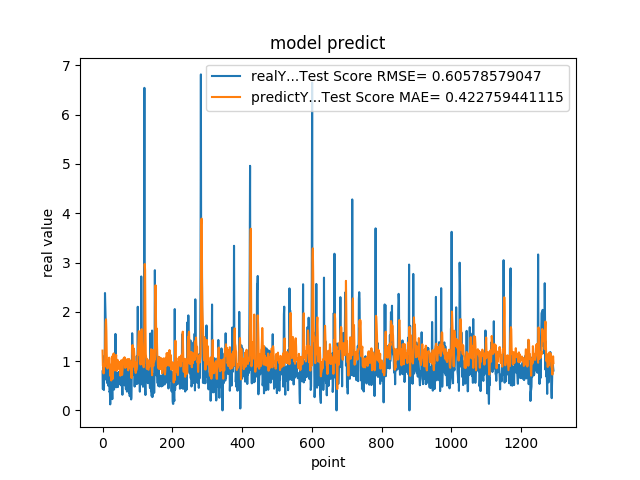 model predict
realY...Test Score RMSE= 0.60578579047
predictY...Test Score MAE= 0.422759441115
real value
7
6
5
4
3
2
1
0
0 200 400 600 800 1000 1200
point